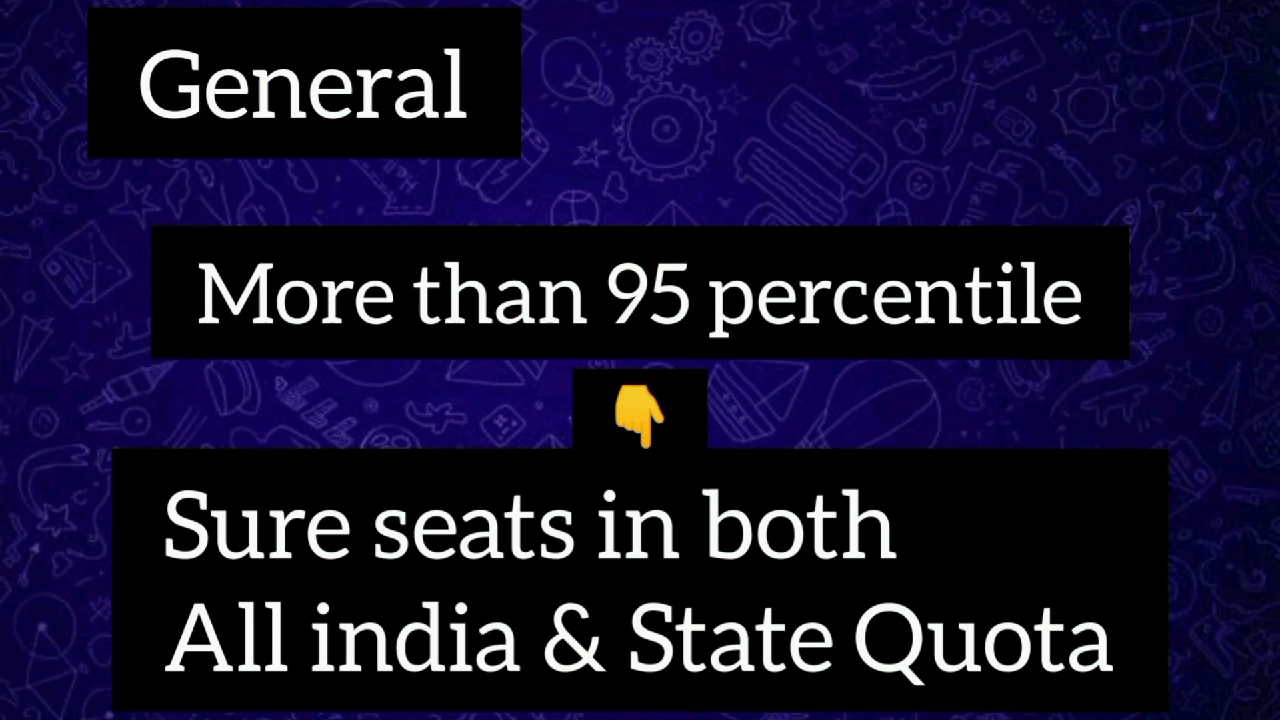 General
More than 95 percentile
👇
Sure seats in both
All india & State Quota